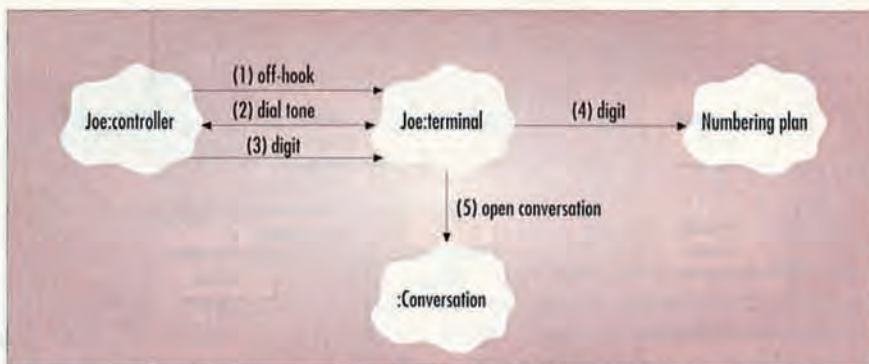 (1) off-hook
Joe:controller
(2) dial tone
Joe:terminal
(4) digit
Numbering plan
(3) digit
(5) open conversation
:Conversation